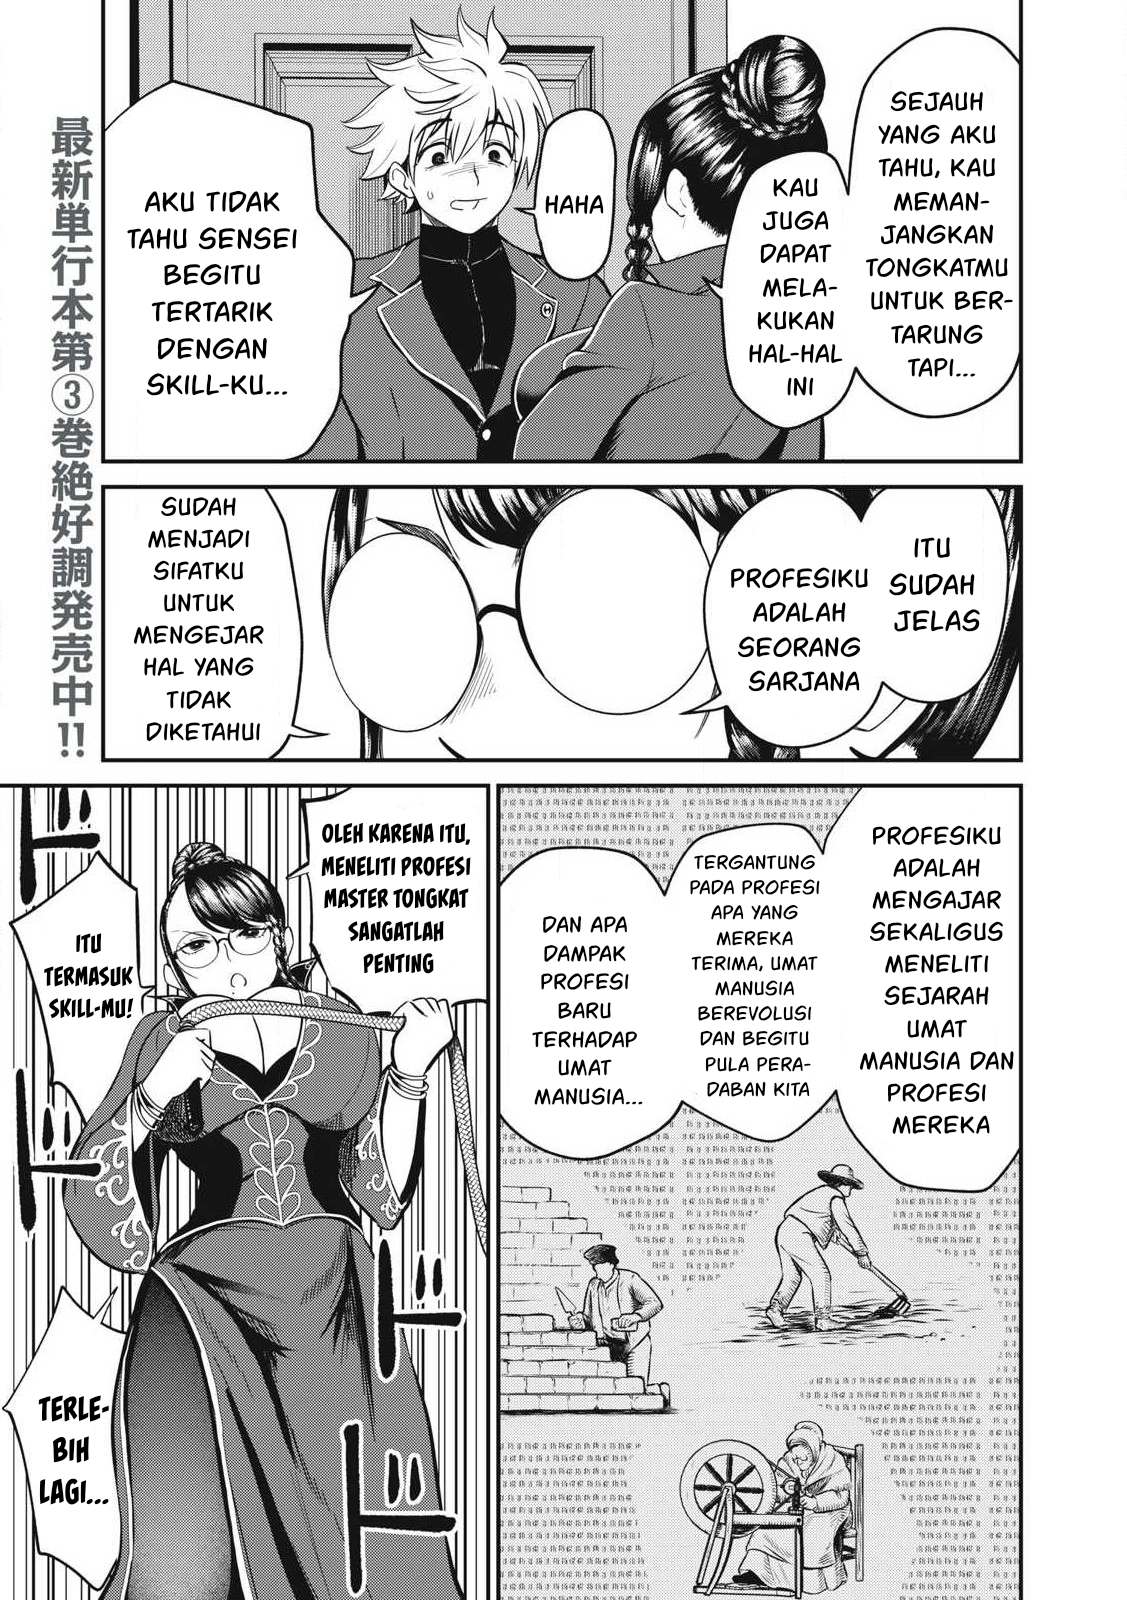 SEJAUH
YANG AKU
TAHU, KAU
MEMAN-
JANGKAN
TONGKATMU
UNTUK BER-
TARUNG
TAPI...
KAU
JUGA
DAPAT
MELA-
KUKAN
HAL-HAL
INI
HAHA
AKU TIDAK
TAHU SENSEI
BEGITU
TERTARIK
DENGAN
SKILL-KU...
最新単行本第③巻絶好調発売中!!
ITU
SUDAH
JELAS
PROFESIKU
ADALAH
SEORANG
SARJANA
SUDAH
MENJADI
SIFATKU
UNTUK
MENGEJAR
HAL YANG
TIDAK
DIKETAHUI
PROFESIKU
ADALAH
MENGAJAR
SEKALIGUS
MENELITI
SEJARAH
UMAT
MANUSIA DAN
PROFESI
MEREKA
TERGANTUNG
PADA PROFESI
APA YANG
MEREKA
TERIMA, UMAT
MANUSIA
BEREVOLUSI
DAN BEGITU
PULA PERA-
DABAN KITA
DAN APA
DAMPAK
PROFESI
BARU
TERHADAP
UMAT
MANUSIA...
OLEH KARENA ITU,
MENELITI PROFESI
MASTER TONGKAT
SANGATLAH
PENTING
ITU
TERMASUK
SKILL-MU!
TERLE-
BIH
LAGI...
ドドド
ドド